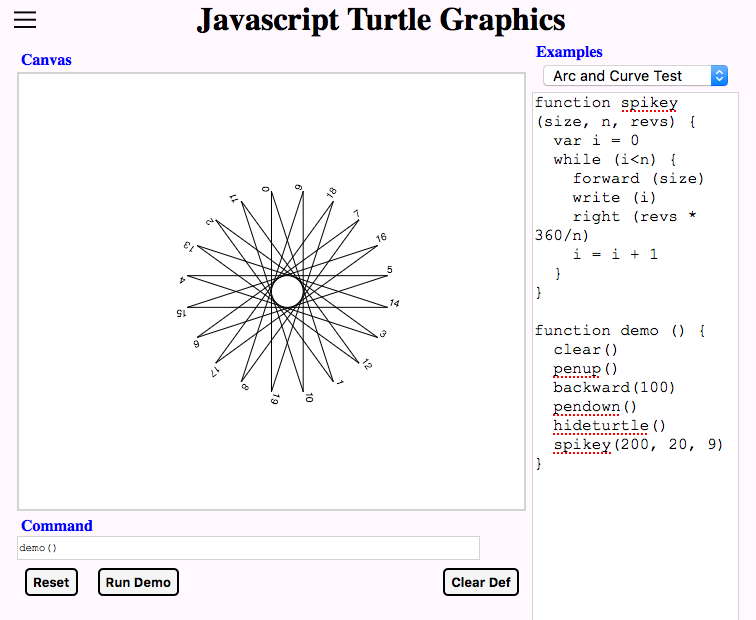 Javascript Turtle Graphics
Canvas
0
9
18
7
16
5
14
3
12
1
10
19
8
17
6
15
4
13
2
11
Command
demo()
Reset
Run Demo
Clear Def
Examples
Arc and Curve Test
function spikey
(size, n, revs) {
var i = 0
while (i<n) {
forward (size)
write (i)
right (revs *
360/n)
i = i + 1
}
}
function demo () {
clear()
penup()
backward(100)
pendown()
hideturtle()
spikey(200, 20, 9)
}